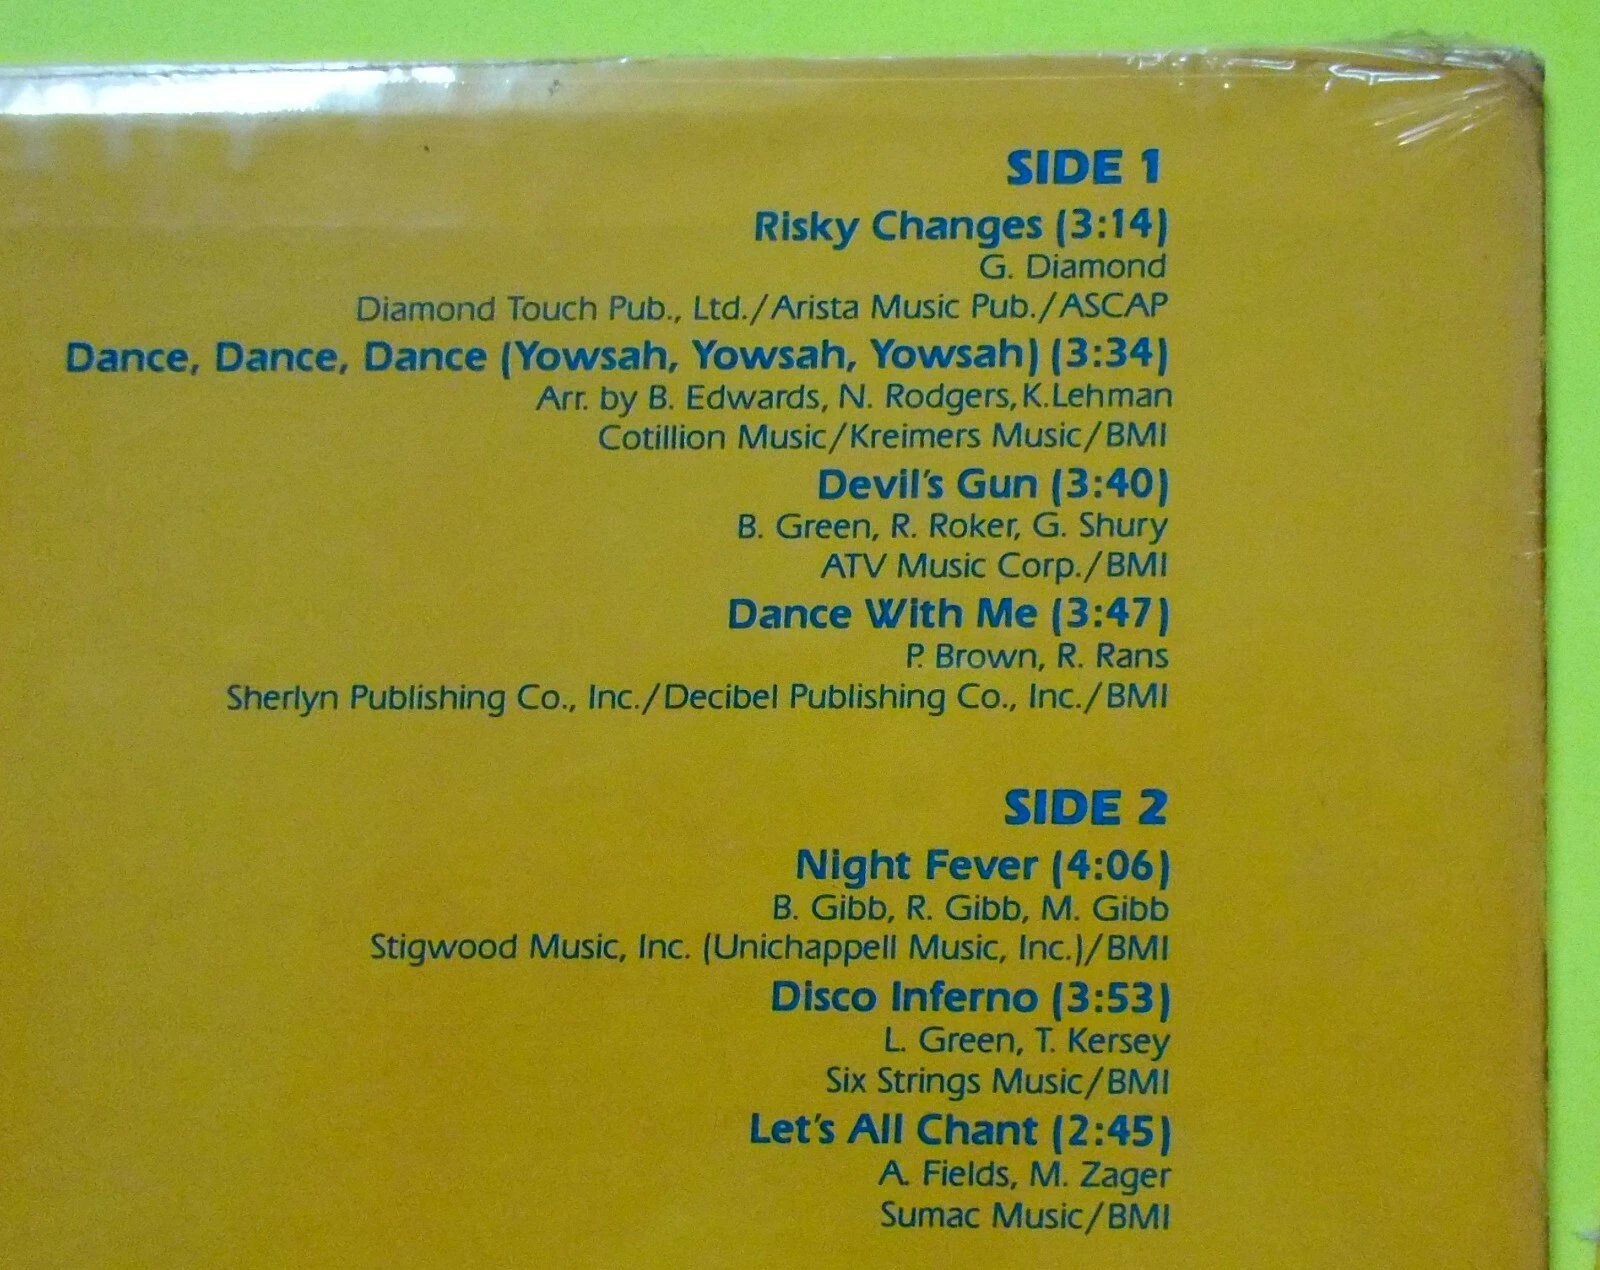 SIDE 1
Risky Changes (3:14)
G. Diamond
Diamond Touch Pub., Ltd./Arista Music Pub./ASCAP
Dance, Dance, Dance (Yowsah, Yowsah, Yowsah) (3:34)
Arr. by B. Edwards, N. Rodgers, K.Lehman
Cotillion Music/Kreimers Music/BMI
Devil's Gun (3:40)
B. Green, R. Roker, G. Shury
ATV Music Corp./BMI
Dance With Me (3:47)
P. Brown, R. Rans
Sherlyn Publishing Co., Inc./Decibel Publishing Co., Inc./BMI
SIDE 2
Night Fever (4:06)
B. Gibb, R. Gibb, M. Gibb
Stigwood Music, Inc. (Unichappell Music, Inc.)/BMI
Disco Inferno (3:53)
L. Green, T. Kersey
Six Strings Music/BMI
Let's All Chant (2:45)
A. Fields, M. Zager
Sumac Music/BMI